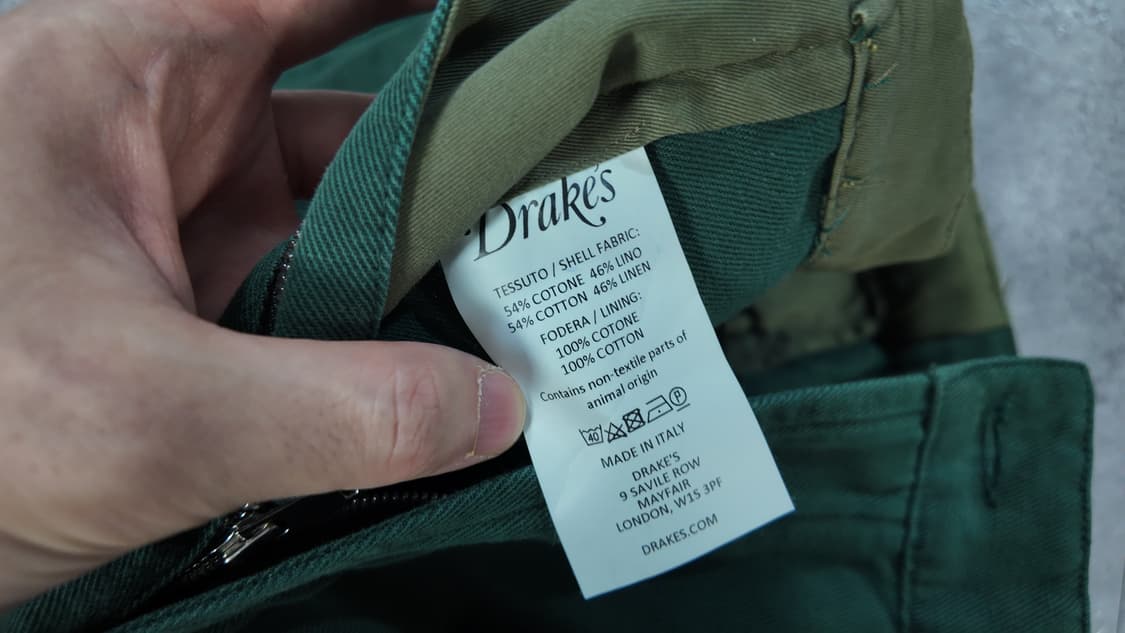 Drake's
TESSUTO / SHELL FABRIC:
54% COTONE 46% LINO
54% COTTON 46% LINEN
FODERA / LINING:
100% COTONE
100% COTTON
Contains non-textile parts of
animal origin
40 P
MADE IN ITALY
DRAKE'S
9 SAVILE ROW
MAYFAIR
LONDON, W1S 3PF
DRAKES.COM